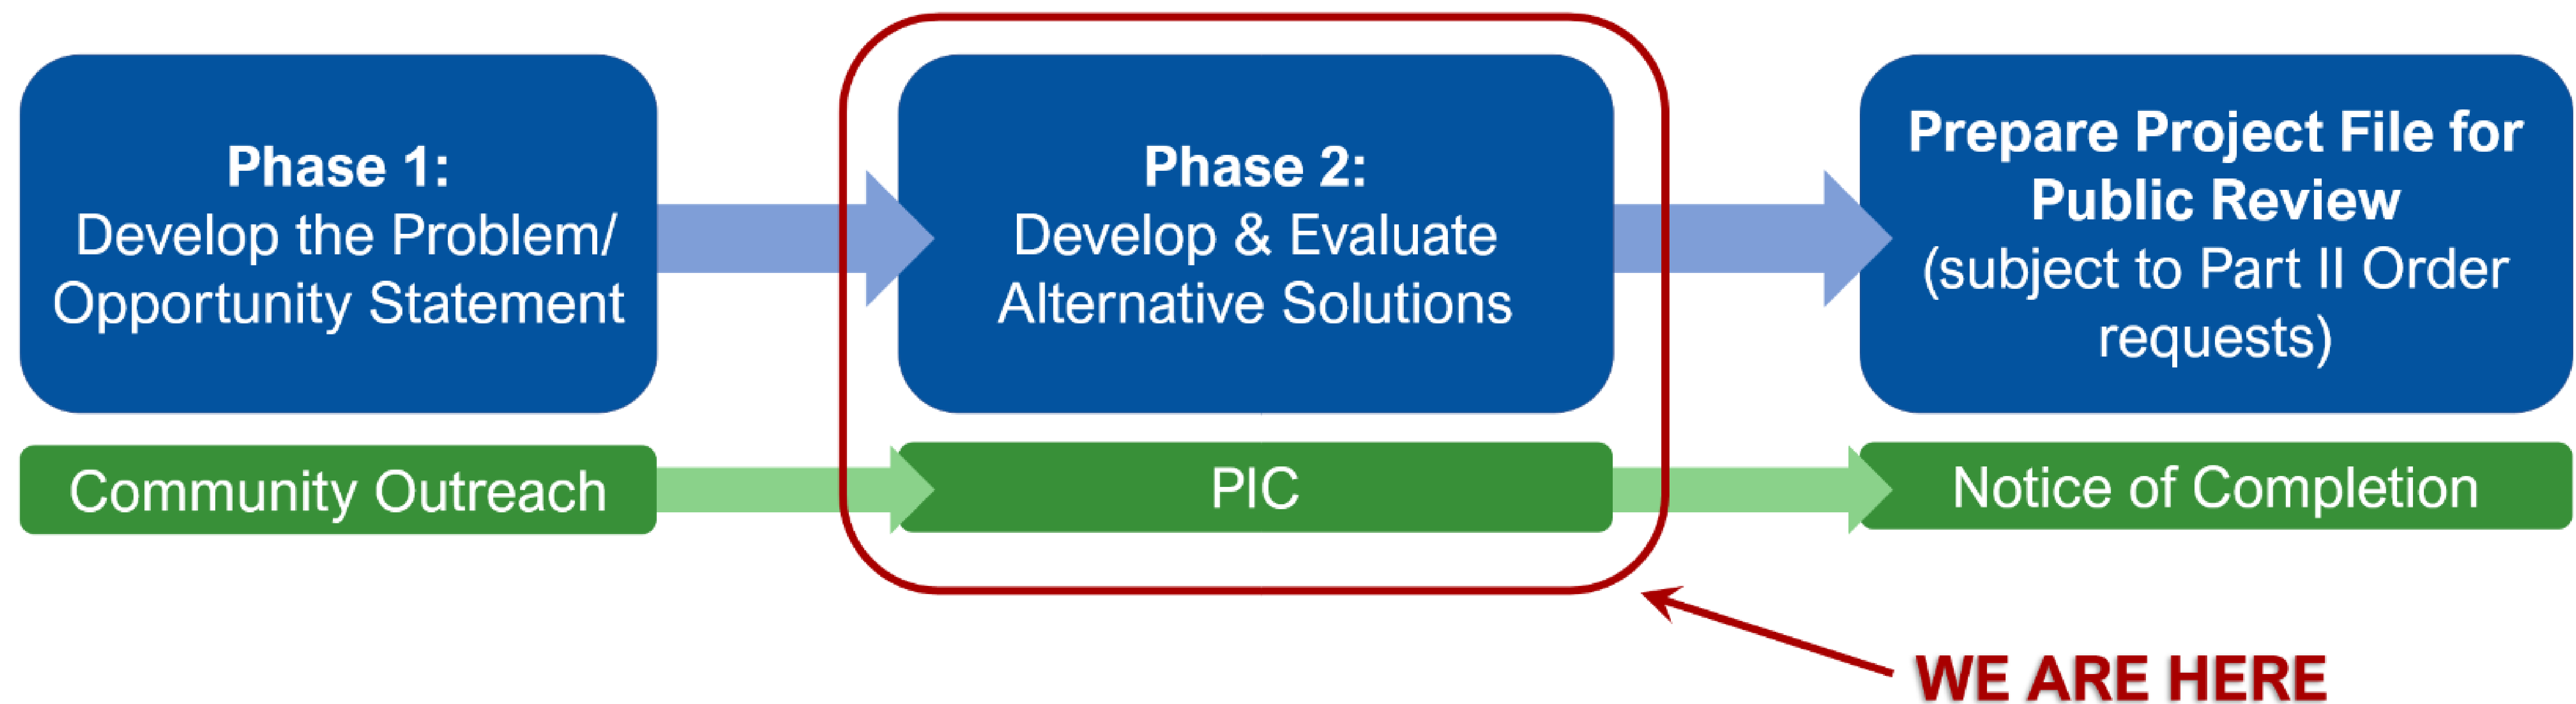 Phase 1:
Develop the Problem/
Opportunity Statement
Phase 2:
Develop & Evaluate
Alternative Solutions
Prepare Project File for
Public Review
(subject to Part II Order
requests)
Community Outreach
PIC
Notice of Completion
WE ARE HERE